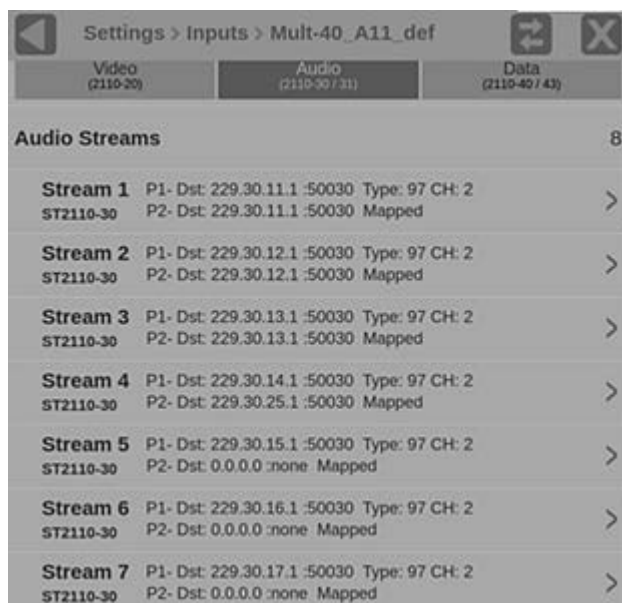 Settings > Inputs > Mult-40_A11_def
Video
(2110-20)
Audio
(2110-30 / 31)
Data
(2110-40 / 43)
Audio Streams 8
Stream 1 P1- Dst: 229.30.11.1 :50030 Type: 97 CH: 2
ST2110-30 P2- Dst: 229.30.11.1 :50030 Mapped
Stream 2 P1- Dst: 229.30.12.1 :50030 Type: 97 CH: 2
ST2110-30 P2- Dst: 229.30.12.1 :50030 Mapped
Stream 3 P1- Dst: 229.30.13.1 :50030 Type: 97 CH: 2
ST2110-30 P2- Dst: 229.30.13.1 :50030 Mapped
Stream 4 P1- Dst: 229.30.14.1 :50030 Type: 97 CH: 2
ST2110-30 P2- Dst: 229.30.25.1 :50030 Mapped
Stream 5 P1- Dst: 229.30.15.1 :50030 Type: 97 CH: 2
ST2110-30 P2- Dst: 0.0.0.0 :none Mapped
Stream 6 P1- Dst: 229.30.16.1 :50030 Type: 97 CH: 2
ST2110-30 P2- Dst: 0.0.0.0 :none Mapped
Stream 7 P1- Dst: 229.30.17.1 :50030 Type: 97 CH: 2
ST2110-30 P2- Dst: 0.0.0.0 :none Mapped